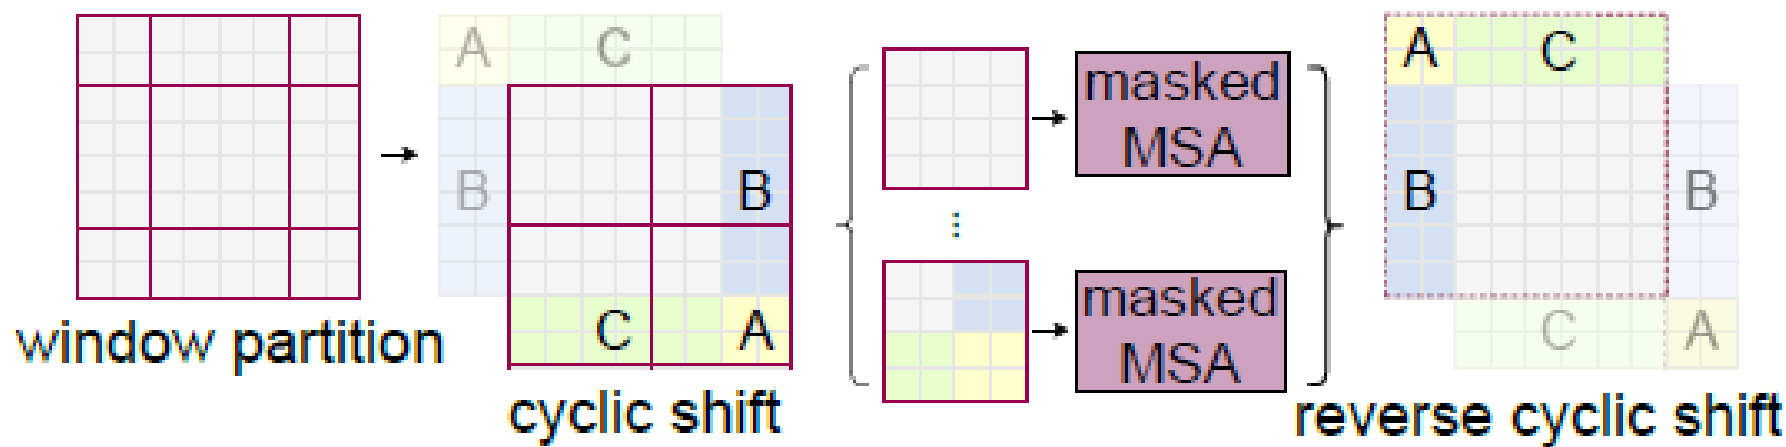 A C
B
B
C A
window partition
cyclic shift
masked
MSA
masked
MSA
A C
B B
C A
reverse cyclic shift